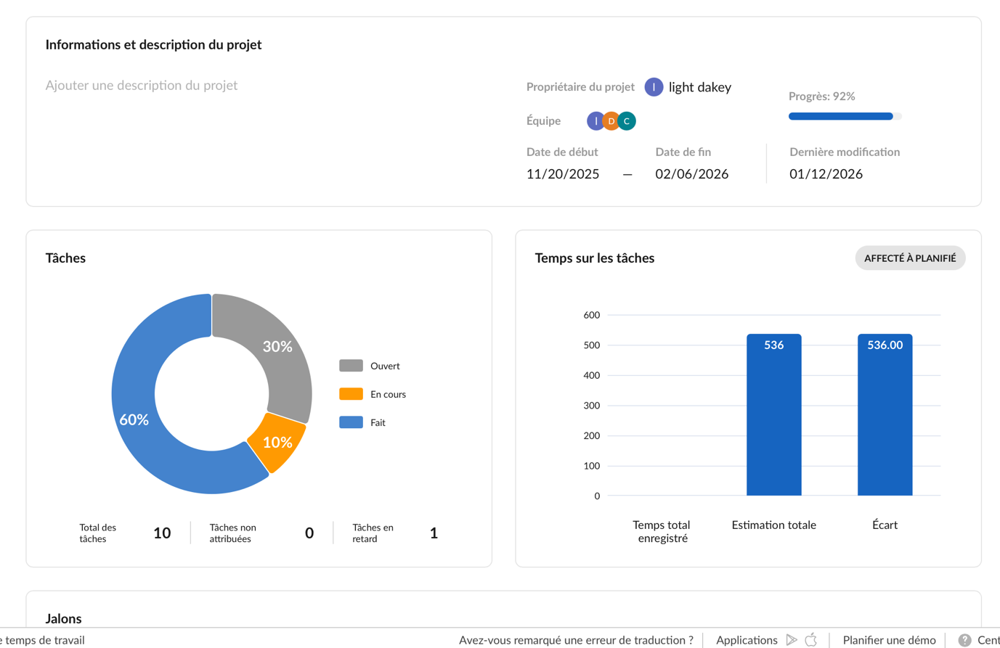 Informations et description du projet
Ajouter une description du projet
Propriétaire du projet I light dakey
Progrès: 92%
Équipe I D C
Date de début Date de fin Dernière modification
11/20/2025 — 02/06/2026 01/12/2026
Tâches
30%
60%
10%
Ouvert
En cours
Fait
Total des tâches 10
Tâches non attribuées 0
Tâches en retard 1
Temps sur les tâches
AFFECTÉ À PLANIFIÉ
600
500
400
300
200
100
0
536
536.00
Temps total enregistré
Estimation totale
Écart
Jalons
e temps de travail
Avez-vous remarqué une erreur de traduction ?
Applications
Planifier une démo
? Cent